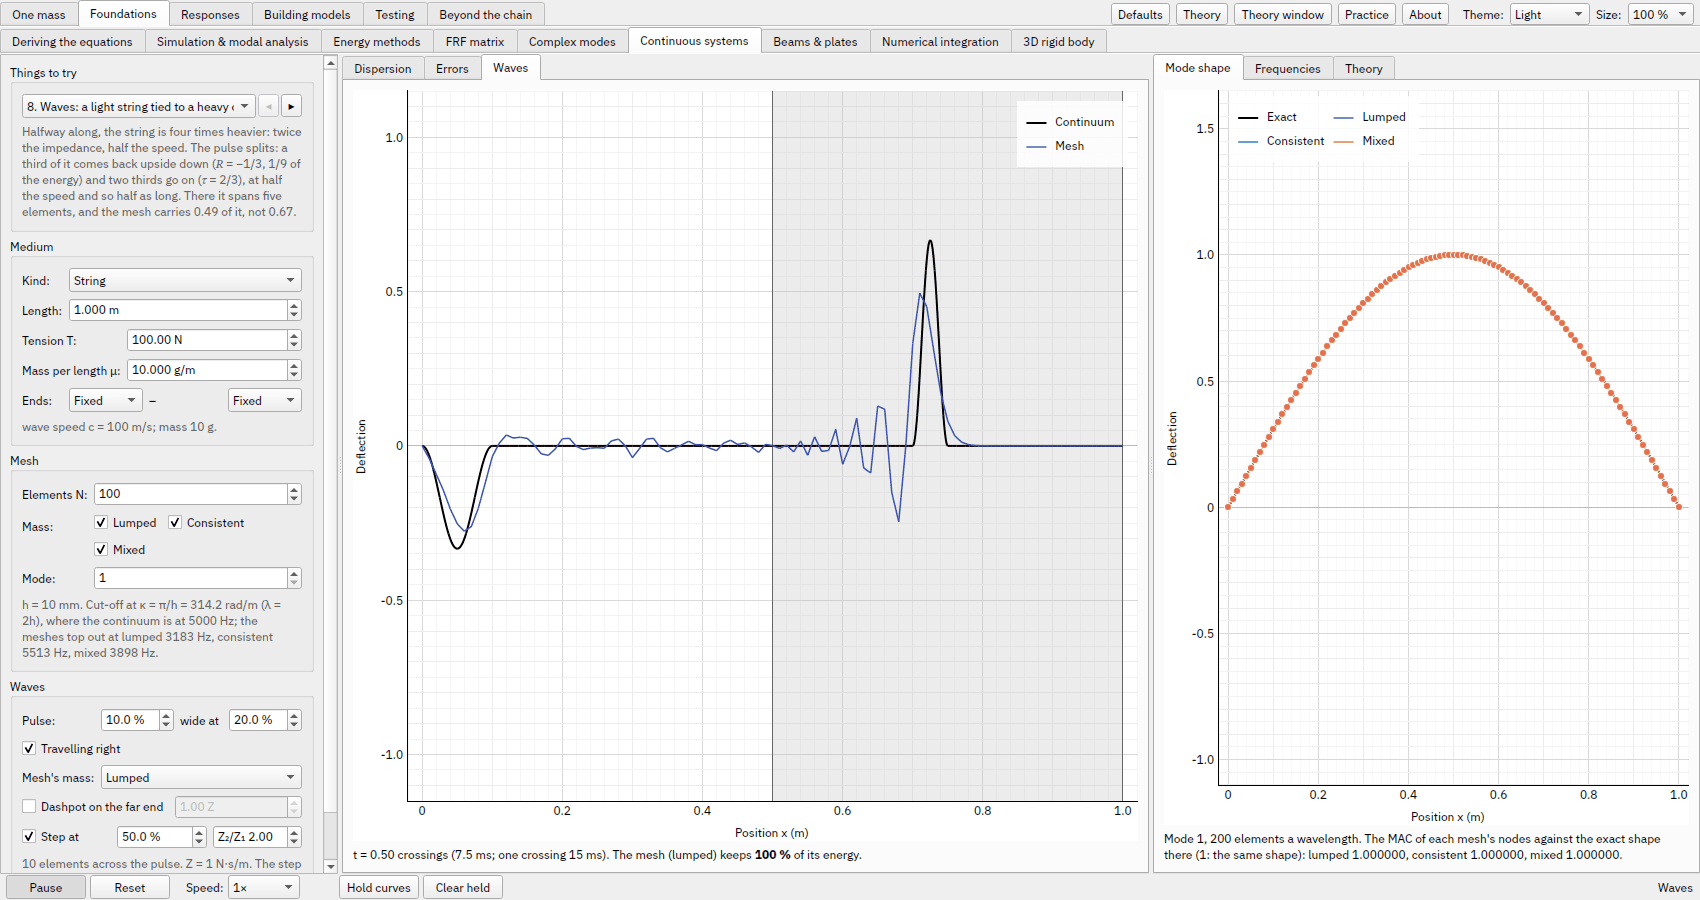 One mass
Foundations
Responses
Building models
Testing
Beyond the chain
Defaults
Theory
Theory window
Practice
About
Theme:
Light
Size:
100 %
Deriving the equations
Simulation & modal analysis
Energy methods
FRF matrix
Complex modes
Continuous systems
Beams & plates
Numerical integration
3D rigid body
Things to try
8. Waves: a light string tied to a heavy
Halfway along, the string is four times heavier: twice
the impedance, half the speed. The pulse splits: a
third of it comes back upside down (R = −1/3, 1/9 of
the energy) and two thirds go on (τ = 2/3), at half
the speed and so half as long. There it spans five
elements, and the mesh carries 0.49 of it, not 0.67.
Medium
Kind:
String
Length:
1.000 m
Tension T:
100.00 N
Mass per length µ:
10.000 g/m
Ends:
Fixed
–
Fixed
wave speed c = 100 m/s; mass 10 g.
Mesh
Elements N:
100
Mass:
Lumped
Consistent
Mixed
Mode:
1
h = 10 mm. Cut-off at κ = π/h = 314.2 rad/m (λ =
2h), where the continuum is at 5000 Hz; the
meshes top out at lumped 3183 Hz, consistent
5513 Hz, mixed 3898 Hz.
Waves
Pulse:
10.0 %
wide at
20.0 %
Travelling right
Mesh's mass:
Lumped
Dashpot on the far end
1.00 Z
Step at
50.0 %
Z₂/Z₁ 2.00
10 elements across the pulse. Z = 1 N·s/m. The step
Pause
Reset
Speed:
1×
Dispersion
Errors
Waves
Continuum
Mesh
1.0
0.5
0
-0.5
-1.0
Deflection
0
0.2
0.4
0.6
0.8
1.0
Position x (m)
t = 0.50 crossings (7.5 ms; one crossing 15 ms). The mesh (lumped) keeps 100 % of its energy.
Hold curves
Clear held
Mode shape
Frequencies
Theory
Exact
Lumped
Consistent
Mixed
1.5
1.0
0.5
0
-0.5
-1.0
Deflection
0
0.2
0.4
0.6
0.8
1.0
Position x (m)
Mode 1, 200 elements a wavelength. The MAC of each mesh's nodes against the exact shape
there (1: the same shape): lumped 1.000000, consistent 1.000000, mixed 1.000000.
Waves